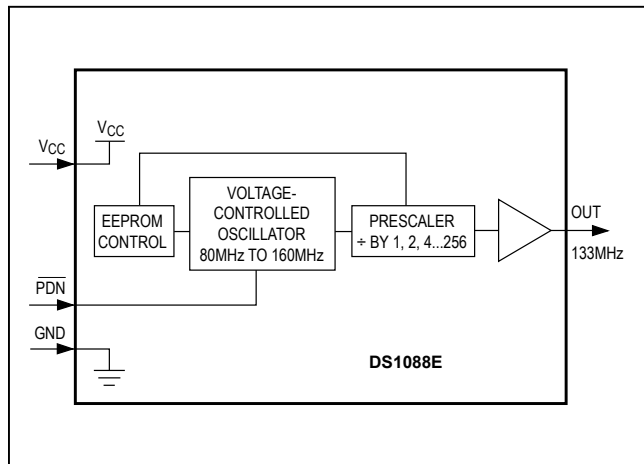 VCC
VCC
EEPROM
CONTROL
VOLTAGE-
CONTROLLED
OSCILLATOR
80MHz TO 160MHz
PRESCALER
÷ BY 1, 2, 4...256
OUT
133MHz
PDN
GND
DS1088E